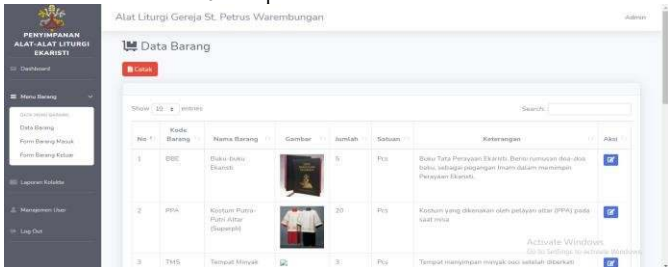 Alat Liturgi Gereja St. Petrus Warembungan
Admin
PENYIMPANAN
ALAT-ALAT LITURGI
EKARISTI
Dashboard
Menu Barang
Data Barang
Form Barang Masuk
Form Barang Keluar
Laporan Koleksi
Manajemen User
Log Out
Data Barang
Cetak
Show 10 entries
Search:
No Kode Barang Nama Barang Gambar Jumlah Satuan Keterangan Aksi
1 BBE Buku-buku Ekaristi Pcs Buku Tata Perayaan Ekaristi. Berisi rumusan doa-doa
baku, sebagai pegangan Imam dalam memimpin
Perayaan Ekaristi.
2 PPA Kostum Putra-
Putri Altar
(Superpli)
20 Pcs Kostum yang dikenakan oleh pelayan altar (PPA) pada
saat misa
3 TMS Tempat Minyak 3 Pcs Tempat menyimpan minyak suci setelah diberkati
Activate Windows
Go to Settings to activate Windows.